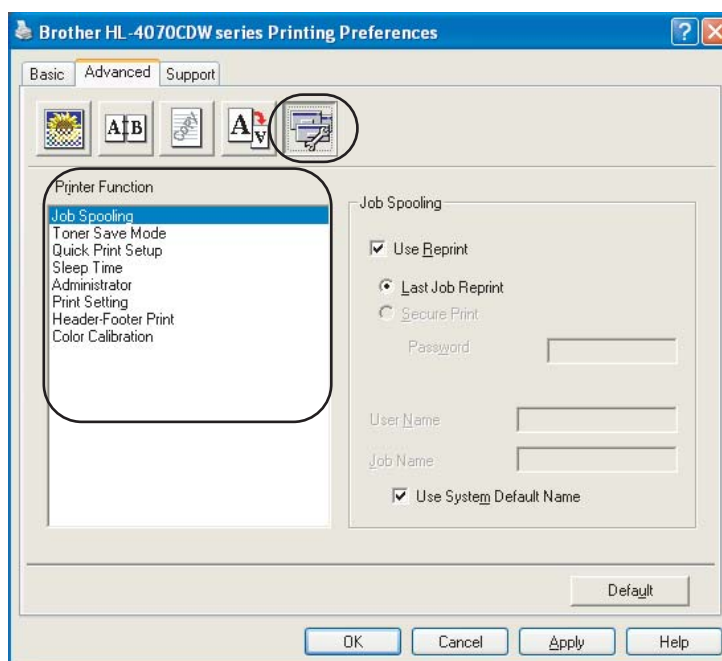 Brother HL-4070CDW series Printing Preferences
Basic Advanced Support
A B Copy A A
Printer Function
Job Spooling
Toner Save Mode
Quick Print Setup
Sleep Time
Administrator
Print Setting
Header-Footer Print
Color Calibration
Job Spooling
Use Reprint
Last Job Reprint
Secure Print
Password
User Name
Job Name
Use System Default Name
Default
OK Cancel Apply Help